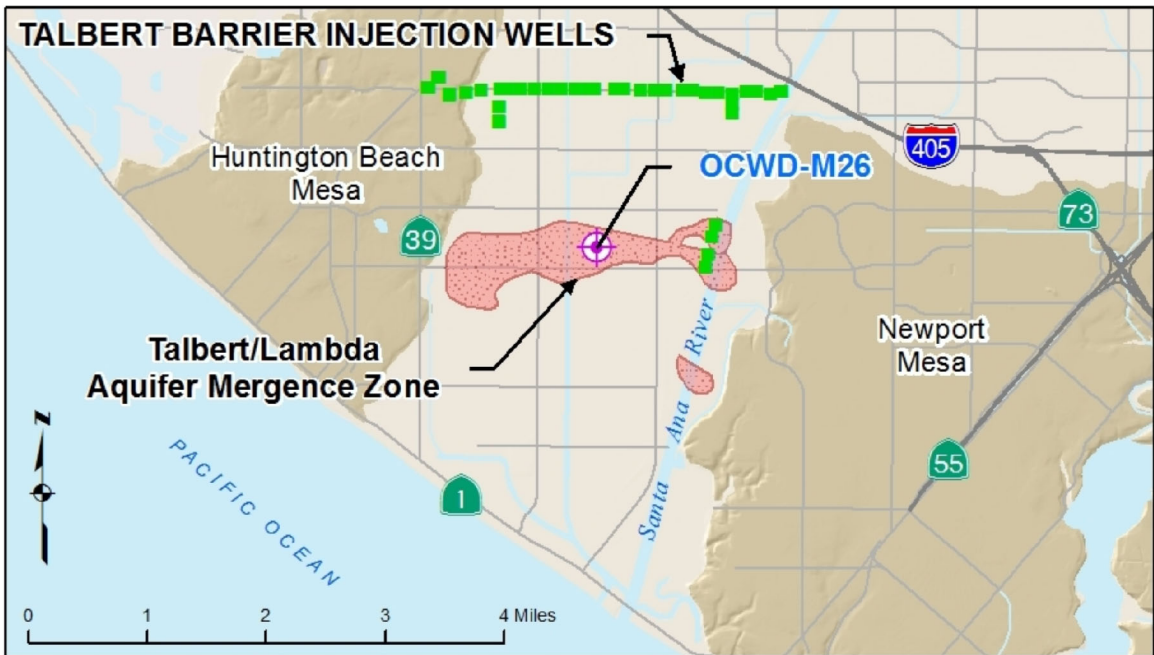 TALBERT BARRIER INJECTION WELLS
405
Huntington Beach
Mesa
OCWD-M26
73
39
Newport
Mesa
Talbert/Lambda
Aquifer Mergence Zone
Santa Ana River
N
PACIFIC OCEAN
55
1
0 1 2 3 4 Miles